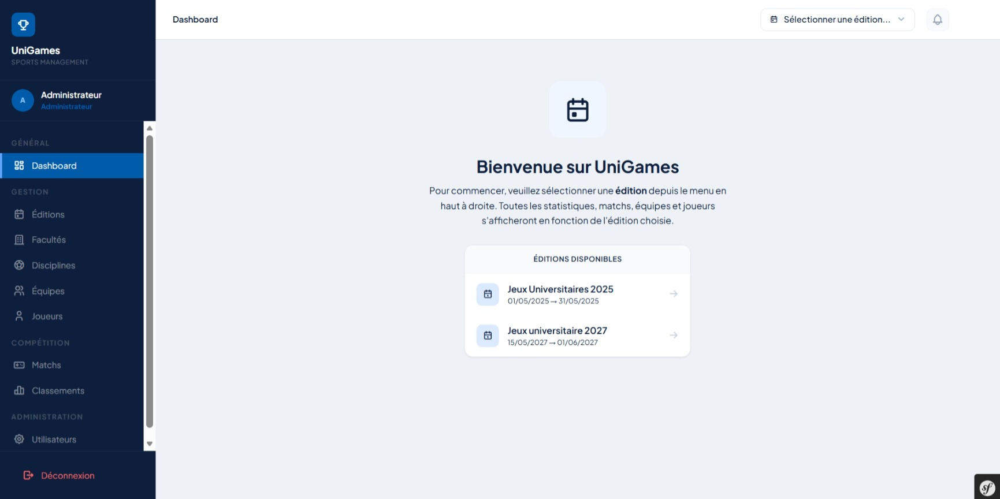 UniGames
SPORTS MANAGEMENT
A
Administrateur
Administrateur
GÉNÉRAL
Dashboard
GESTION
Éditions
Facultés
Disciplines
Équipes
Joueurs
COMPÉTITION
Matchs
Classements
ADMINISTRATION
Utilisateurs
Déconnexion
Dashboard
Sélectionner une édition...
Bienvenue sur UniGames
Pour commencer, veuillez sélectionner une édition depuis le menu en
haut à droite. Toutes les statistiques, matchs, équipes et joueurs
s'afficheront en fonction de l'édition choisie.
ÉDITIONS DISPONIBLES
Jeux Universitaires 2025
01/05/2025 → 31/05/2025
Jeux universitaire 2027
15/05/2027 → 01/06/2027
sf